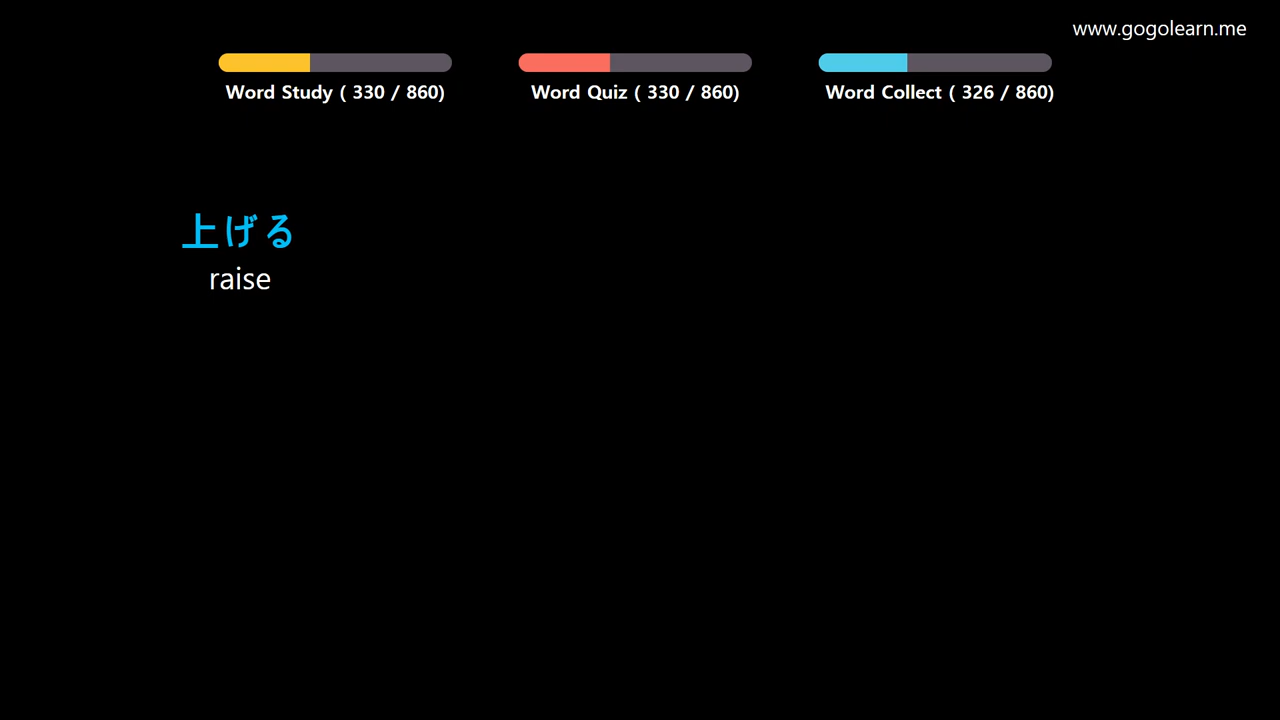 www.gogolearn.me
Word Study ( 330 / 860)
Word Quiz ( 330 / 860)
Word Collect ( 326 / 860)
上げる
raise